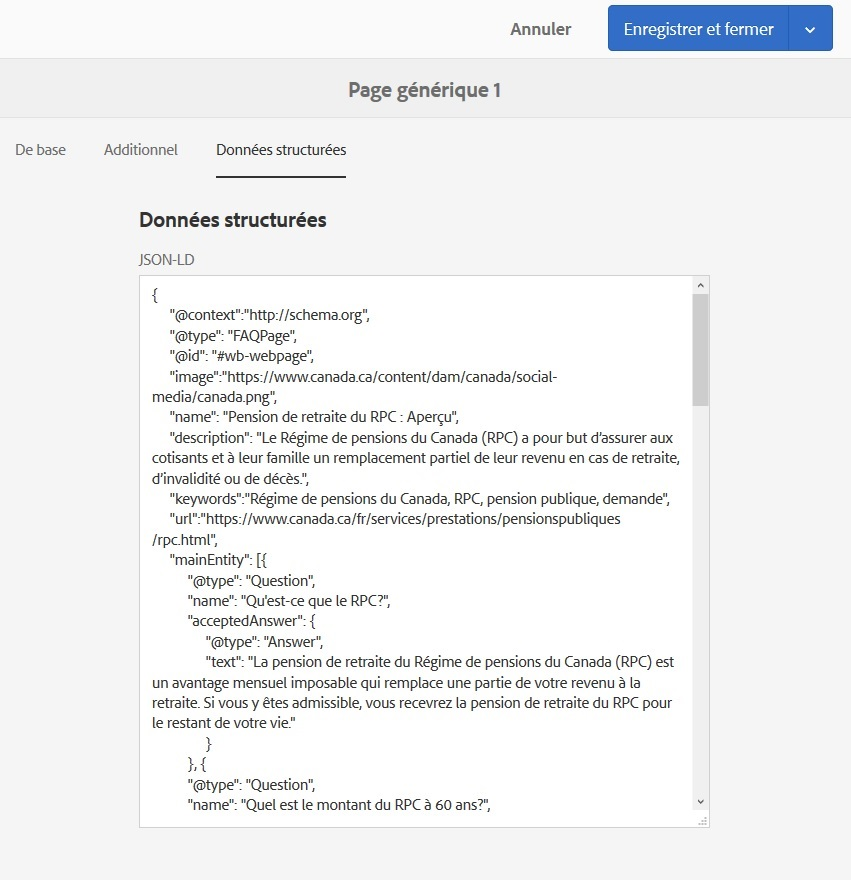 Annuler
Enregistrer et fermer
Page générique 1
De base
Additionnel
Données structurées
Données structurées
JSON-LD
{
"@context":"http://schema.org",
"@type": "FAQPage",
"@id": "#wb-webpage",
"image":"https://www.canada.ca/content/dam/canada/social-
media/canada.png",
"name": "Pension de retraite du RPC : Aperçu",
"description": "Le Régime de pensions du Canada (RPC) a pour but d’assurer aux
cotisants et à leur famille un remplacement partiel de leur revenu en cas de retraite,
d’invalidité ou de décès.",
"keywords":"Régime de pensions du Canada, RPC, pension publique, demande",
"url":"https://www.canada.ca/fr/services/prestations/pensionspubliques
/rpc.html",
"mainEntity": [{
"@type": "Question",
"name": "Qu'est-ce que le RPC?",
"acceptedAnswer": {
"@type": "Answer",
"text": "La pension de retraite du Régime de pensions du Canada (RPC) est
un avantage mensuel imposable qui remplace une partie de votre revenu à la
retraite. Si vous y êtes admissible, vous recevrez la pension de retraite du RPC pour
le restant de votre vie."
}
}, {
"@type": "Question",
"name": "Quel est le montant du RPC à 60 ans?",